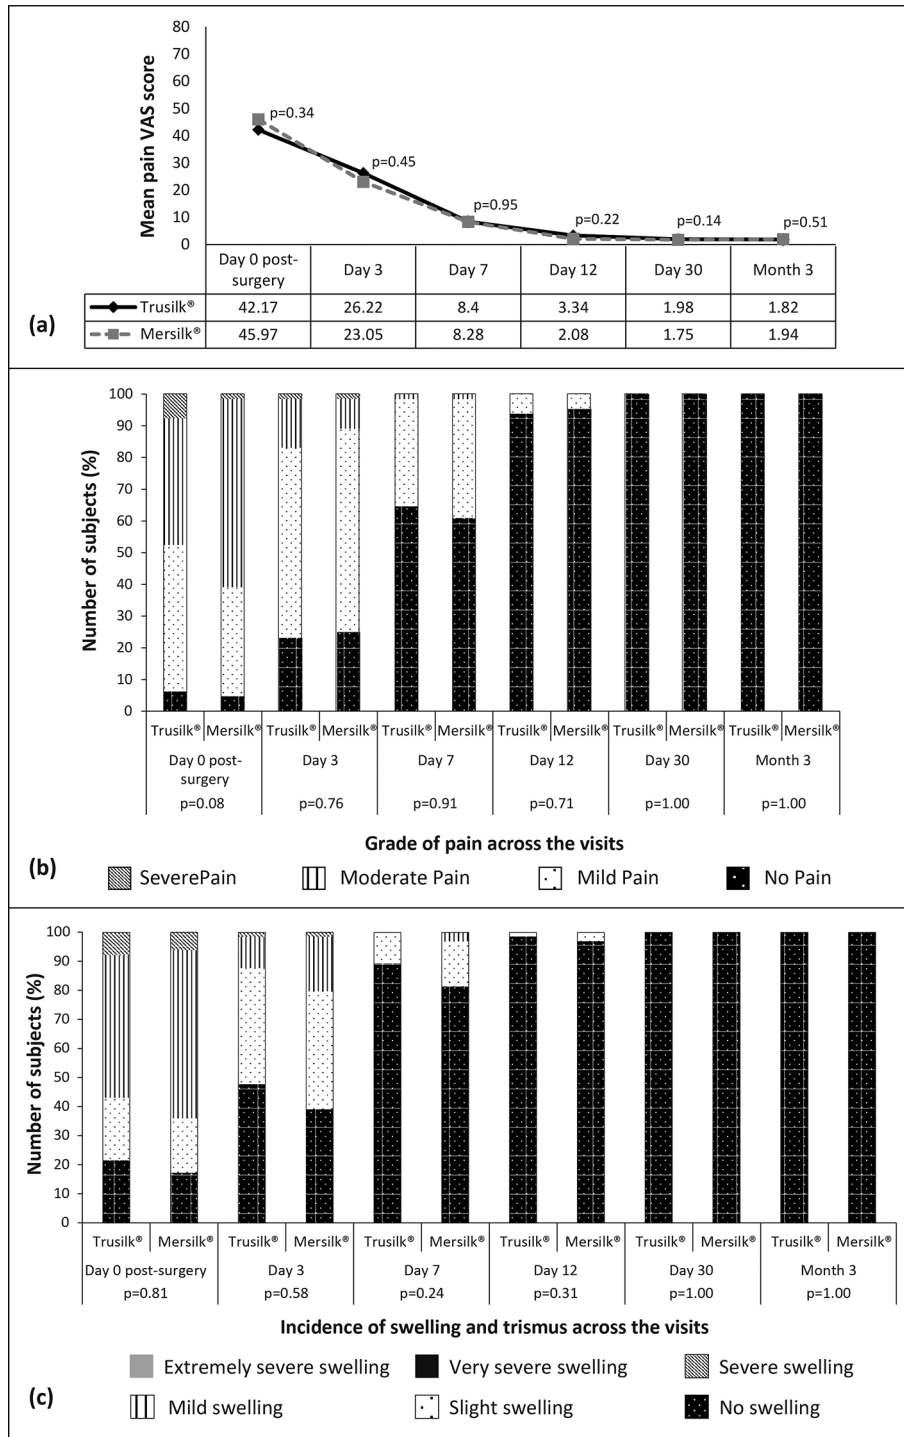 80
70
60
50
40
30
20
10
0
Mean pain VAS score
p=0.34
p=0.45
p=0.95
p=0.22
p=0.14
p=0.51
Day 0 post-surgery Day 3 Day 7 Day 12 Day 30 Month 3
Trusilk® 42.17 26.22 8.4 3.34 1.98 1.82
Mersilk® 45.97 23.05 8.28 2.08 1.75 1.94
(a)
100
90
80
70
60
50
40
30
20
10
0
Number of subjects (%)
Trusilk® Mersilk® Trusilk® Mersilk® Trusilk® Mersilk® Trusilk® Mersilk® Trusilk® Mersilk® Trusilk® Mersilk®
Day 0 post-surgery Day 3 Day 7 Day 12 Day 30 Month 3
p=0.08 p=0.76 p=0.91 p=0.71 p=1.00 p=1.00
Grade of pain across the visits
(b)
SeverePain Moderate Pain Mild Pain No Pain
100
90
80
70
60
50
40
30
20
10
0
Number of subjects (%)
Trusilk® Mersilk® Trusilk® Mersilk® Trusilk® Mersilk® Trusilk® Mersilk® Trusilk® Mersilk® Trusilk® Mersilk®
Day 0 post-surgery Day 3 Day 7 Day 12 Day 30 Month 3
p=0.81 p=0.58 p=0.24 p=0.31 p=1.00 p=1.00
Incidence of swelling and trismus across the visits
Extremely severe swelling Very severe swelling Severe swelling
(c)
Mild swelling Slight swelling No swelling